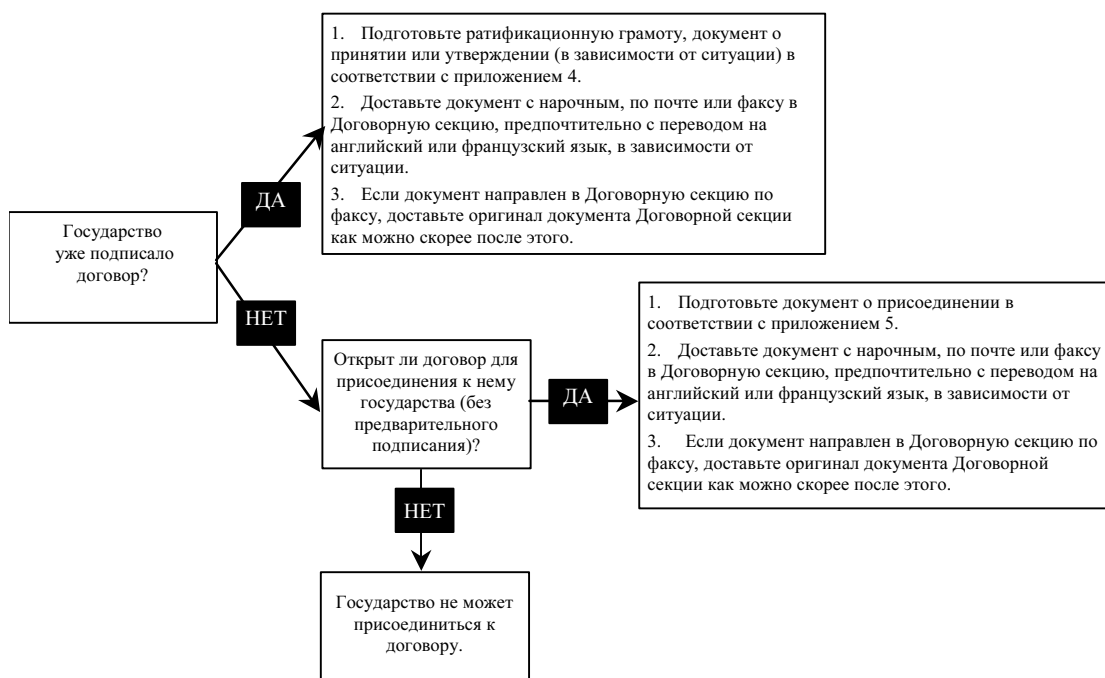 1. Подготовьте ратификационную грамоту, документ о
принятии или утверждении (в зависимости от ситуации) в
соответствии с приложением 4.
2. Доставьте документ с нарочным, по почте или факсу в
Договорную секцию, предпочтительно с переводом на
английский или французский язык, в зависимости от
ситуации.
3. Если документ направлен в Договорную секцию по
факсу, доставьте оригинал документа Договорной секции
как можно скорее после этого.
ДА
Государство
уже подписало
договор?
НЕТ
Открыт ли договор для
присоединения к нему
государства (без
предварительного
подписания)?
ДА
1. Подготовьте документ о присоединении в
соответствии с приложением 5.
2. Доставьте документ с нарочным, по почте или факсу
в Договорную секцию, предпочтительно с переводом на
английский или французский язык, в зависимости от
ситуации.
3. Если документ направлен в Договорную секцию по
факсу, доставьте оригинал документа Договорной
секции как можно скорее после этого.
НЕТ
Государство не может
присоединиться к
договору.